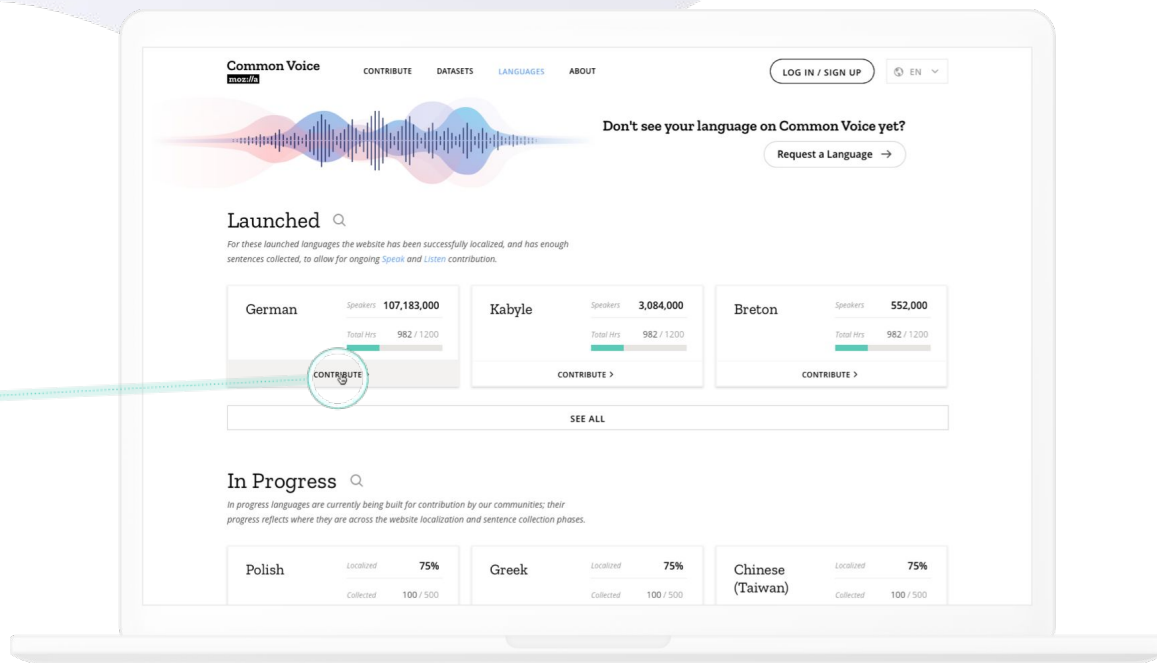 Common Voice
moz://a
CONTRIBUTE DATASETS LANGUAGES ABOUT
LOG IN / SIGN UP
EN
Don't see your language on Common Voice yet?
Request a Language →
Launched
For these launched languages the website has been successfully localized, and has enough
sentences collected, to allow for ongoing Speak and Listen contribution.
German
Speakers 107,183,000
Total Hrs 982 / 1200
CONTRIBUTE
Kabyle
Speakers 3,084,000
Total Hrs 982 / 1200
CONTRIBUTE >
Breton
Speakers 552,000
Total Hrs 982 / 1200
CONTRIBUTE >
SEE ALL
In Progress
In progress languages are currently being built for contribution by our communities; their
progress reflects where they are across the website localization and sentence collection phases.
Polish
Localized 75%
Collected 100 / 500
Greek
Localized 75%
Collected 100 / 500
Chinese
(Taiwan)
Localized 75%
Collected 100 / 500